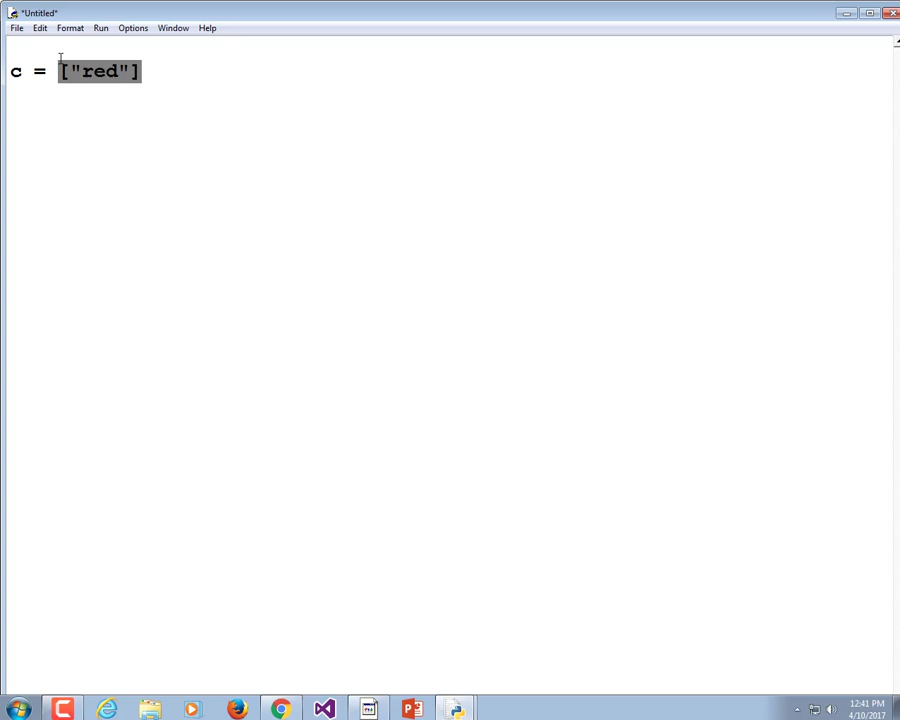 *Untitled*
File Edit Format Run Options Window Help
c = ["red"]
12:41 PM
4/10/2017